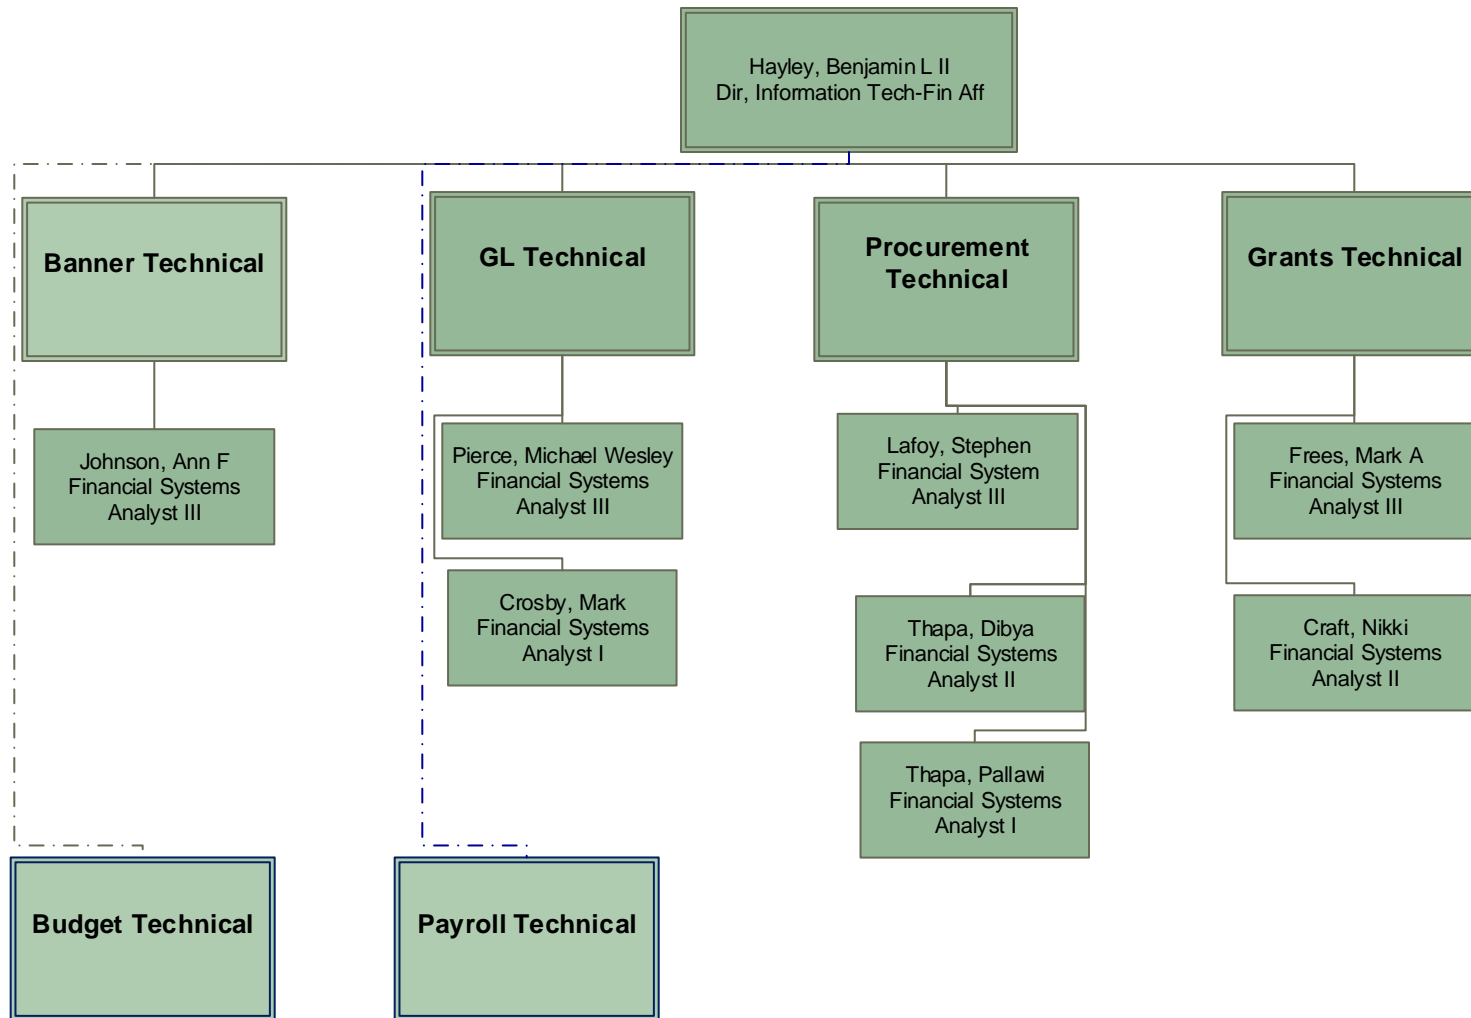 Hayley, Benjamin L II
Dir, Information Tech-Fin Aff
Banner Technical
GL Technical
Procurement
Technical
Grants Technical
Johnson, Ann F
Financial Systems
Analyst III
Pierce, Michael Wesley
Financial Systems
Analyst III
Lafoy, Stephen
Financial System
Analyst III
Frees, Mark A
Financial Systems
Analyst III
Crosby, Mark
Financial Systems
Analyst I
Thapa, Dibya
Financial Systems
Analyst II
Craft, Nikki
Financial Systems
Analyst II
Thapa, Pallawi
Financial Systems
Analyst I
Budget Technical
Payroll Technical